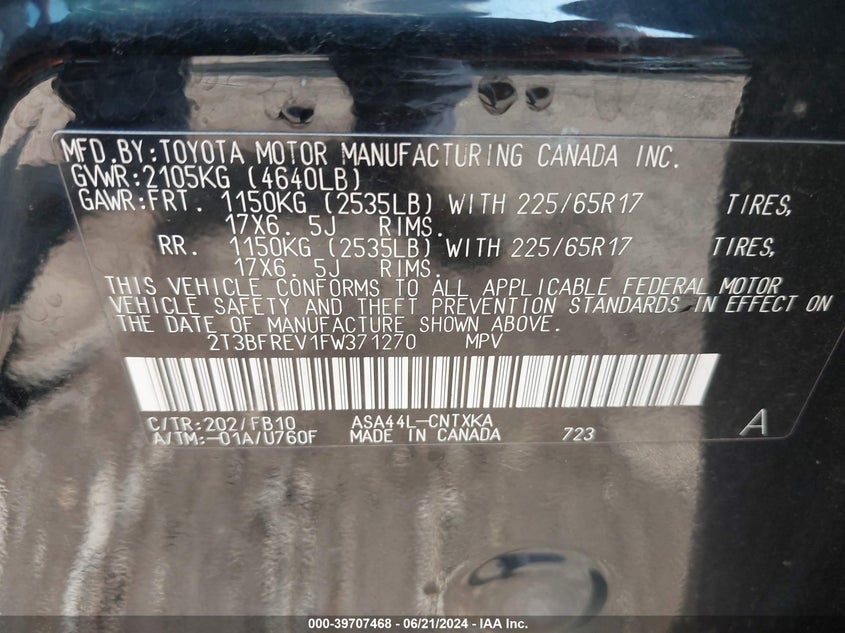 MFD.BY:TOYOTA MOTOR MANUFACTURING CANADA INC.
GVWR:2105KG (4640LB)
GAWR:FRT. 1150KG (2535LB) WITH 225/65R17 TIRES,
17X6. 5J RIMS.
RR. 1150KG (2535LB) WITH 225/65R17 TIRES,
17X6. 5J RIMS.
THIS VEHICLE CONFORMS TO ALL APPLICABLE FEDERAL MOTOR
VEHICLE SAFETY AND THEFT PREVENTION STANDARDS IN EFFECT ON
THE DATE OF MANUFACTURE SHOWN ABOVE.
2T3BFREV1FW371270 MPV
C/TR:202/FB10 ASA44L-CNTXKA
A/TM:-01A/U760F MADE IN CANADA 723 A
000-39707468 - 06/21/2024 - IAA Inc.